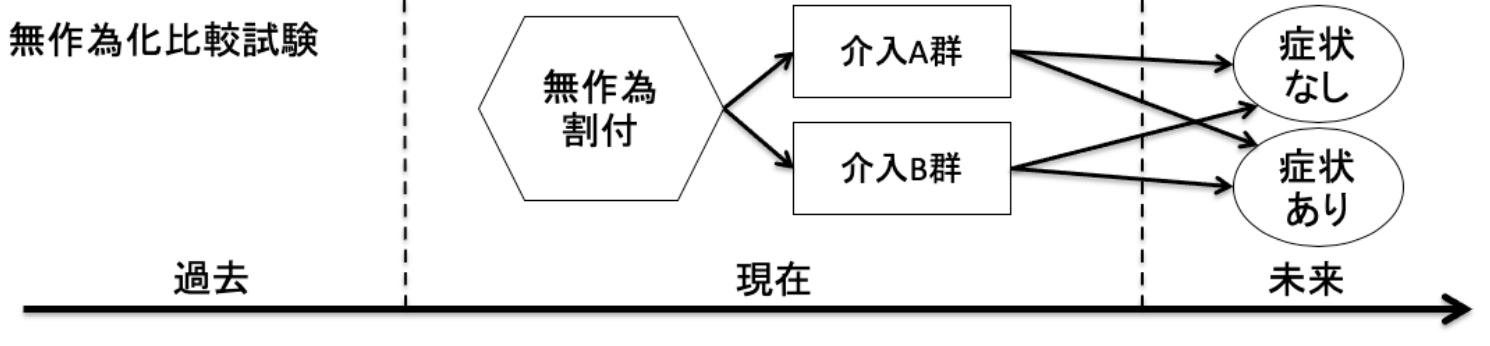 無作為化比較試験
無作為
割付
介入A群
介入B群
症状
なし
症状
あり
過去
現在
未来